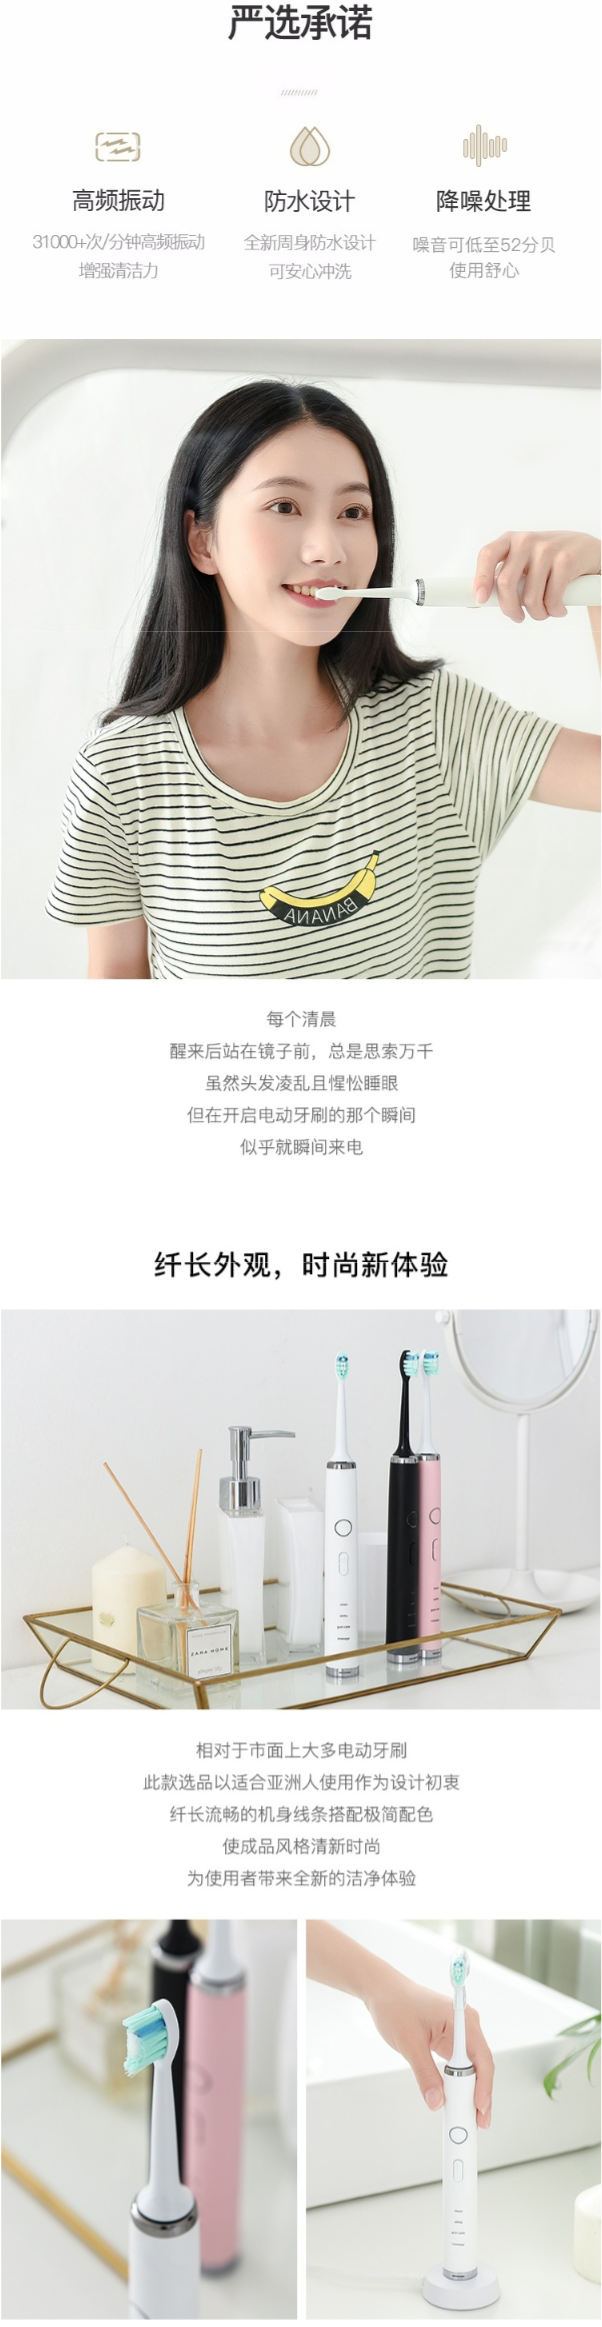 严选承诺
高频振动
31000+次/分钟高频振动
增强清洁力
防水设计
全新周身防水设计
可安心冲洗
降噪处理
噪音可低至52分贝
使用舒心
BANANA
每个清晨
醒来后站在镜子前，总是思索万千
虽然头发凌乱且惺忪睡眼
但在开启电动牙刷的那个瞬间
似乎就瞬间来电
纤长外观，时尚新体验
ZARA HOME
相对于市面上大多电动牙刷
此款选品以适合亚洲人使用作为设计初衷
纤长流畅的机身线条搭配极简配色
使成品风格清新时尚
为使用者带来全新的洁净体验